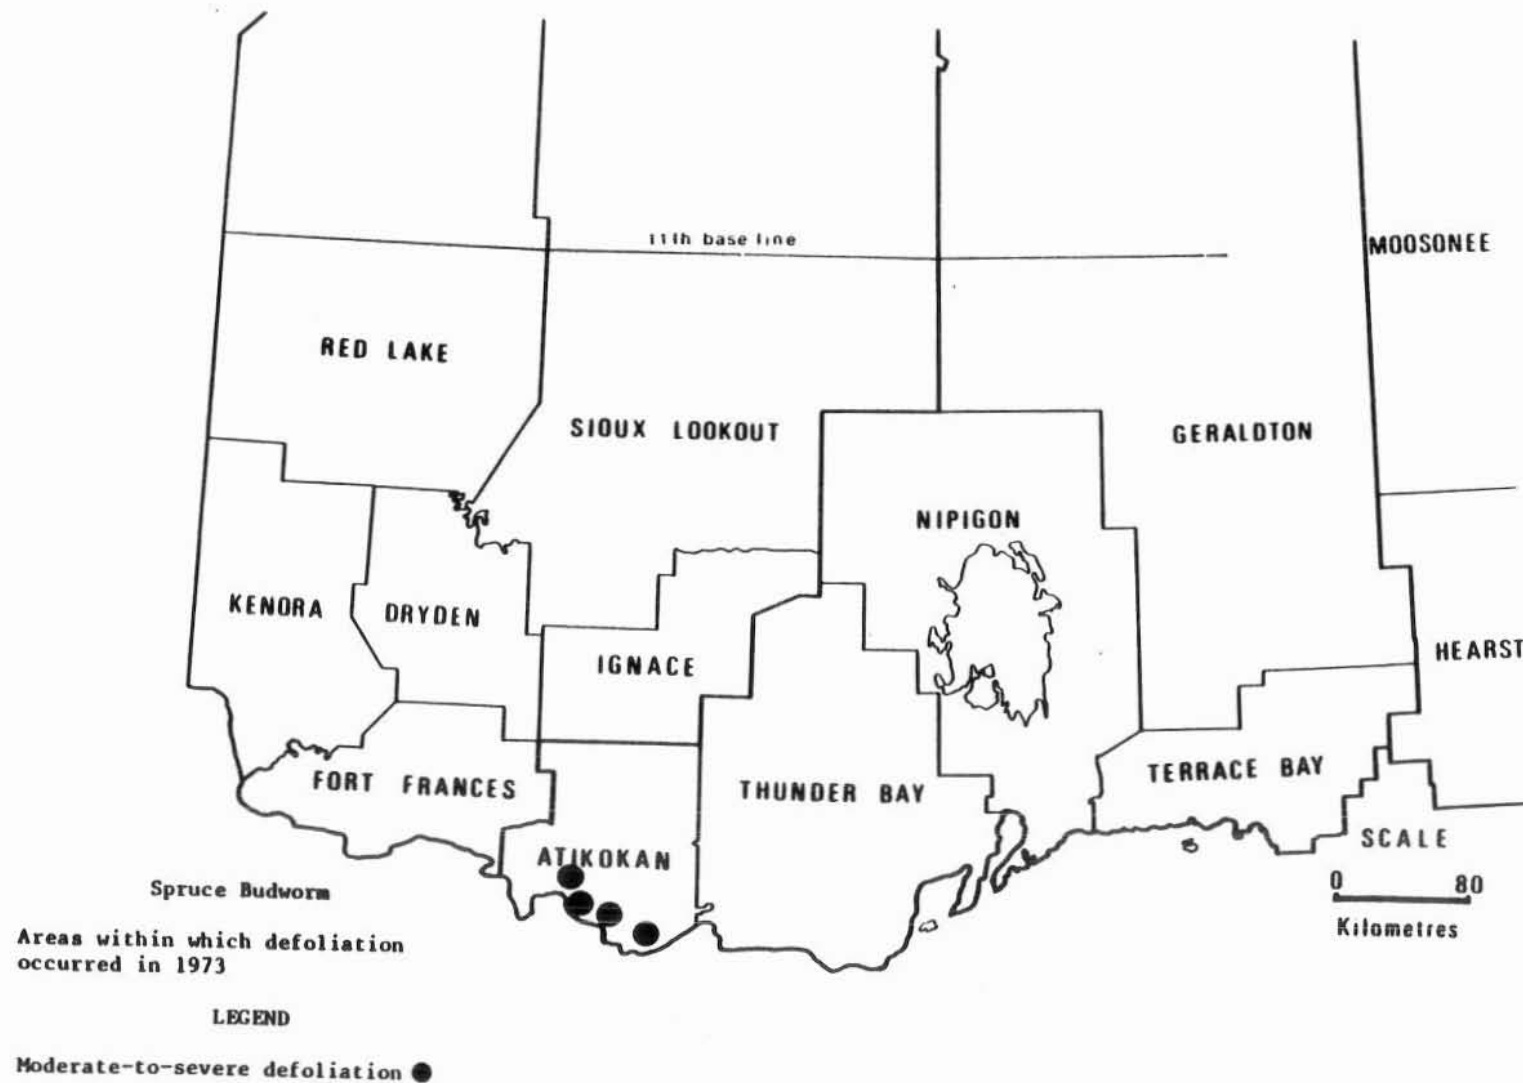 11th base line
MOOSONEE
RED LAKE
SIOUX LOOKOUT
GERALDTON
NIPIGON
KENORA
DRYDEN
IGNACE
HEARST
FORT FRANCES
THUNDER BAY
TERRACE BAY
ATIKOKAN
SCALE
0 80
Kilometres
Spruce Budworm
Areas within which defoliation
occurred in 1973
LEGEND
Moderate-to-severe defoliation